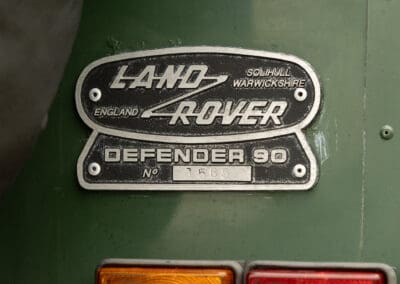 LAND
SOLIHULL
WARWICKSHIRE
ENGLAND
ROVER
DEFENDER 90
Nº